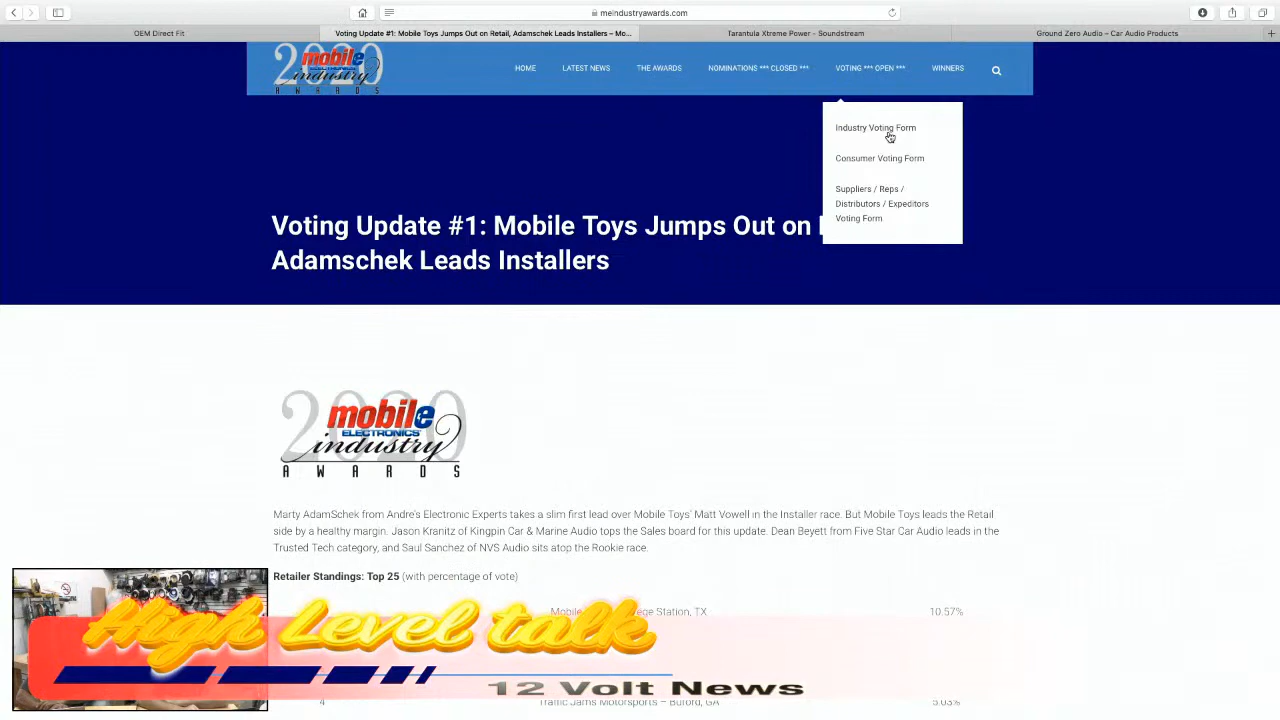 meindustryawards.com
OEM Direct Fit
Voting Update #1: Mobile Toys Jumps Out on Retail, Adamschek Leads Installers – Mo...
Tarantula Xtreme Power – Soundstream
Ground Zero Audio – Car Audio Products
2020
mobile
industry
AWARDS
HOME
LATEST NEWS
THE AWARDS
NOMINATIONS *** CLOSED ***
VOTING *** OPEN ***
WINNERS
Industry Voting Form
Consumer Voting Form
Suppliers / Reps /
Distributors / Expeditors
Voting Form
Voting Update #1: Mobile Toys Jumps Out on
Adamschek Leads Installers
2020
mobile
ELECTRONICS
industry
AWARDS
Marty AdamSchek from Andre's Electronic Experts takes a slim first lead over Mobile Toys' Matt Vowell in the Installer race. But Mobile Toys leads the Retail
side by a healthy margin. Jason Kranitz of Kingpin Car & Marine Audio tops the Sales board for this update. Dean Beyett from Five Star Car Audio leads in the
Trusted Tech category, and Saul Sanchez of NVS Audio sits atop the Rookie race.
Retailer Standings: Top 25 (with percentage of vote)
Station, TX 10.57%
High Level talk
12 Volt News
4 Traffic Jams Motorsports – Buford, GA 5.03%